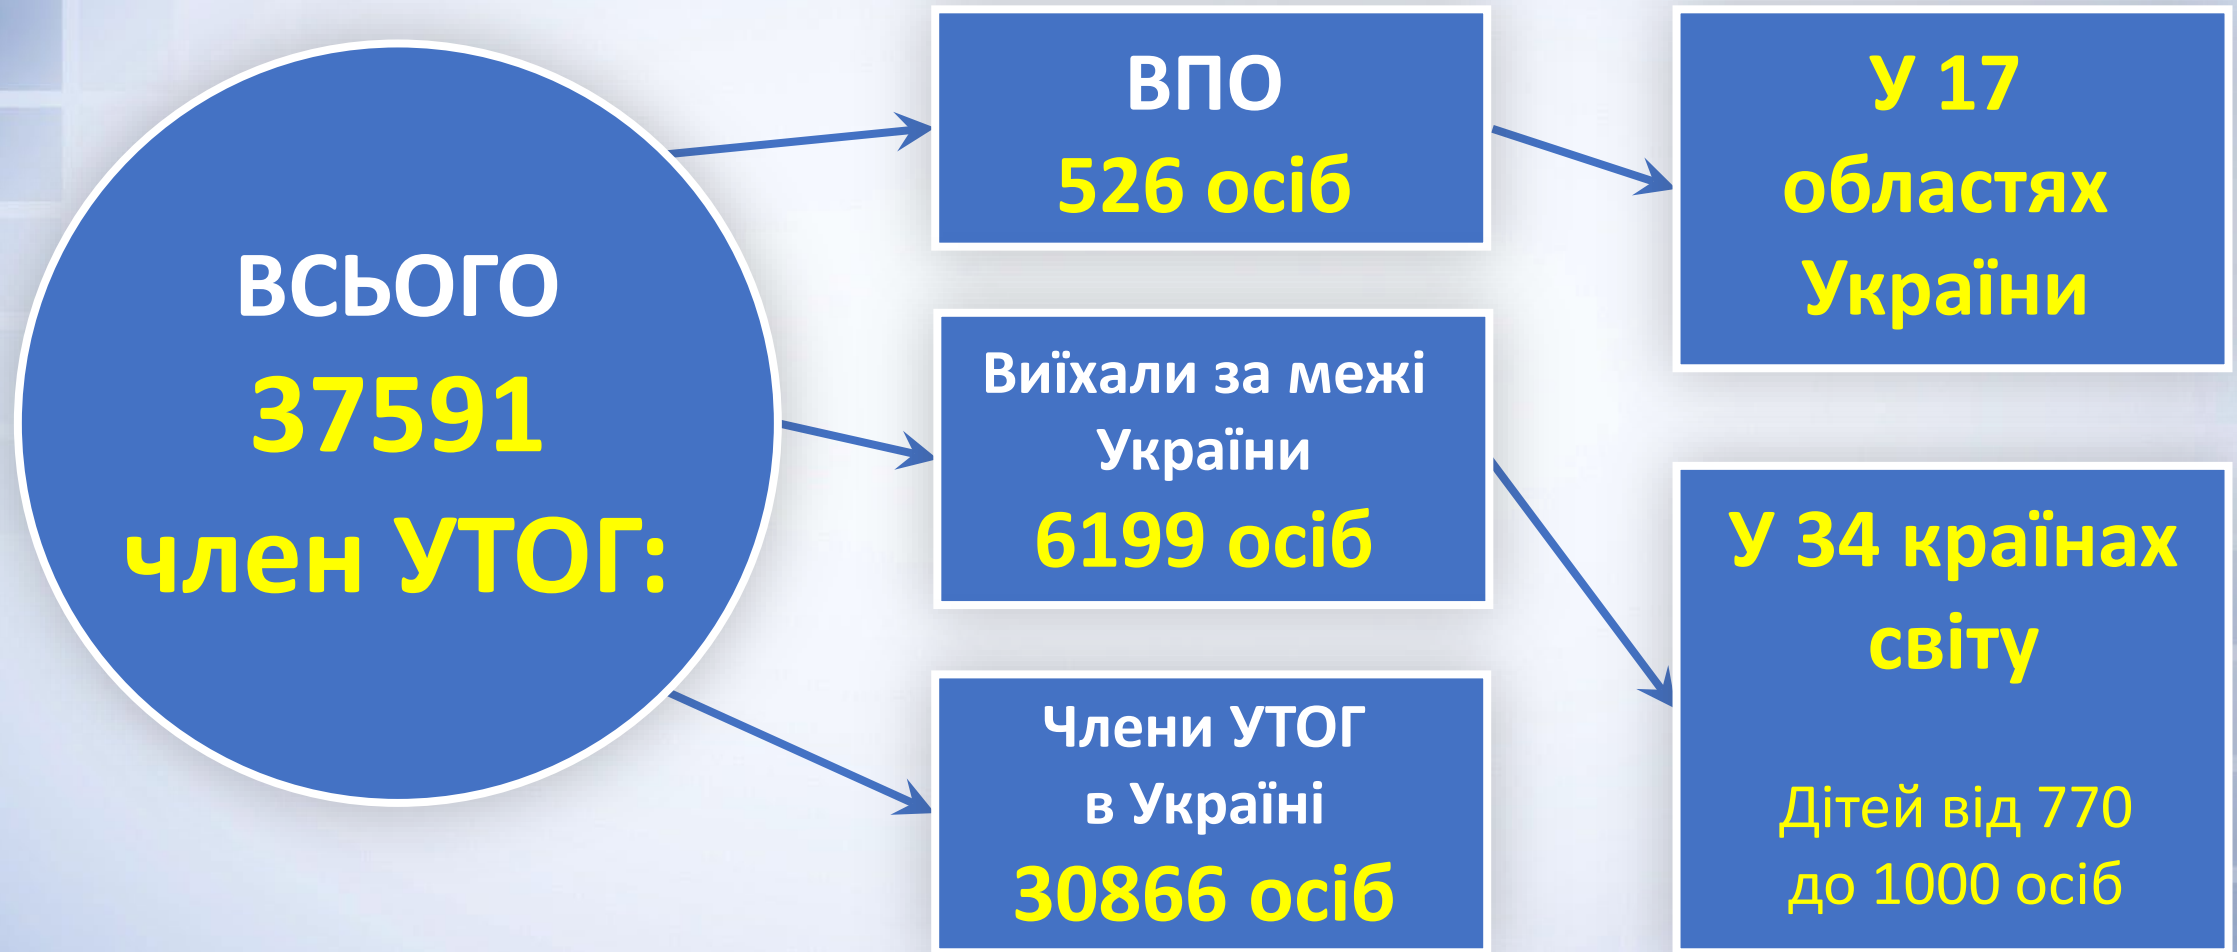 ВСЬОГО
37591
член УТОГ:
ВПО
526 осіб
У 17
областях
України
Виїхали за межі
України
6199 осіб
У 34 країнах
світу
Дітей від 770
до 1000 осіб
Члени УТОГ
в Україні
30866 осіб